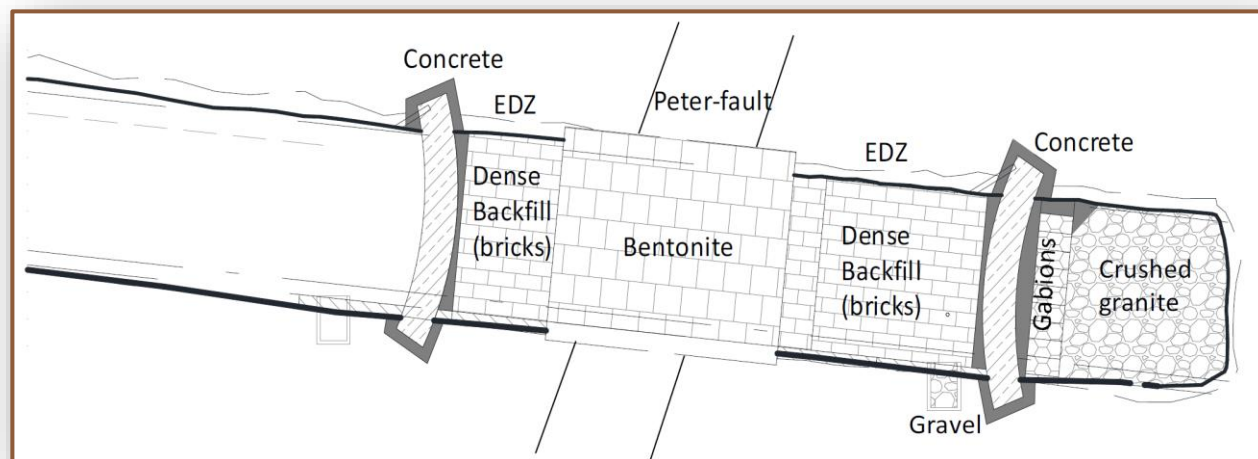 Concrete
EDZ
Peter-fault
EDZ
Concrete
Dense
Backfill
(bricks)
Bentonite
Dense
Backfill
(bricks)
Gabions
Crushed
granite
Gravel